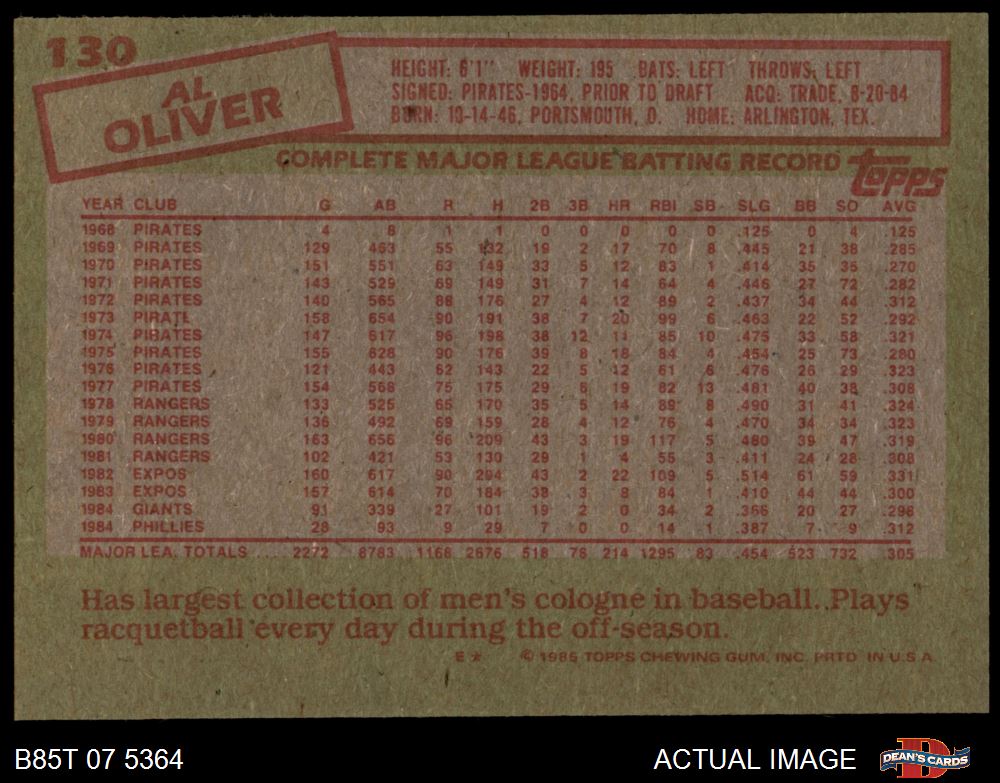 130
AL
OLIVER
HEIGHT: 6'1" WEIGHT: 195 BATS: LEFT THROWS: LEFT
SIGNED: PIRATES-1964, PRIOR TO DRAFT ACQ: TRADE, 8-20-84
BORN: 10-14-46, PORTSMOUTH, O. HOME: ARLINGTON, TEX.
COMPLETE MAJOR LEAGUE BATTING RECORD topps
YEAR CLUB G AB R H 2B 3B HR RBI SB SLG BB SO AVG
1968 PIRATES 4 8 1 1 0 0 0 0 0 .125 0 4 .125
1969 PIRATES 129 463 55 132 19 2 17 70 8 .445 21 38 .285
1970 PIRATES 151 551 63 149 33 5 12 83 1 .414 35 35 .270
1971 PIRATES 143 529 69 149 31 7 14 64 4 .446 27 72 .282
1972 PIRATES 140 565 88 176 27 4 12 89 2 .437 34 44 .312
1973 PIRATE 158 654 90 191 38 7 20 99 6 .463 22 52 .292
1974 PIRATES 147 617 96 198 38 12 11 85 10 .475 33 58 .321
1975 PIRATES 155 628 90 176 39 8 18 84 4 .454 25 73 .280
1976 PIRATES 121 443 62 143 22 5 12 61 6 .476 26 29 .323
1977 PIRATES 154 568 75 175 29 6 19 82 13 .481 40 38 .308
1978 RANGERS 133 525 65 170 35 5 14 89 8 .490 31 41 .324
1979 RANGERS 136 492 69 159 28 4 12 76 4 .470 34 34 .323
1980 RANGERS 163 656 96 209 43 3 19 117 5 .480 39 47 .319
1981 RANGERS 102 421 53 130 29 1 4 55 3 .411 24 28 .308
1982 EXPOS 160 617 90 204 43 2 22 109 5 .514 61 59 .331
1983 EXPOS 157 614 70 184 38 3 8 84 1 .410 44 44 .300
1984 GIANTS 91 339 27 101 19 2 0 34 2 .366 20 27 .298
1984 PHILLIES 28 93 9 29 7 0 0 14 1 .387 7 9 .312
MAJOR LEA. TOTALS 2272 8783 1168 2676 518 76 214 1295 83 .454 523 732 .305
Has largest collection of men's cologne in baseball. Plays
racquetball every day during the off-season.
E* © 1985 TOPPS CHEWING GUM, INC. PRTD. IN U.S.A.
B85T 07 5364 ACTUAL IMAGE DEAN'S CARDS